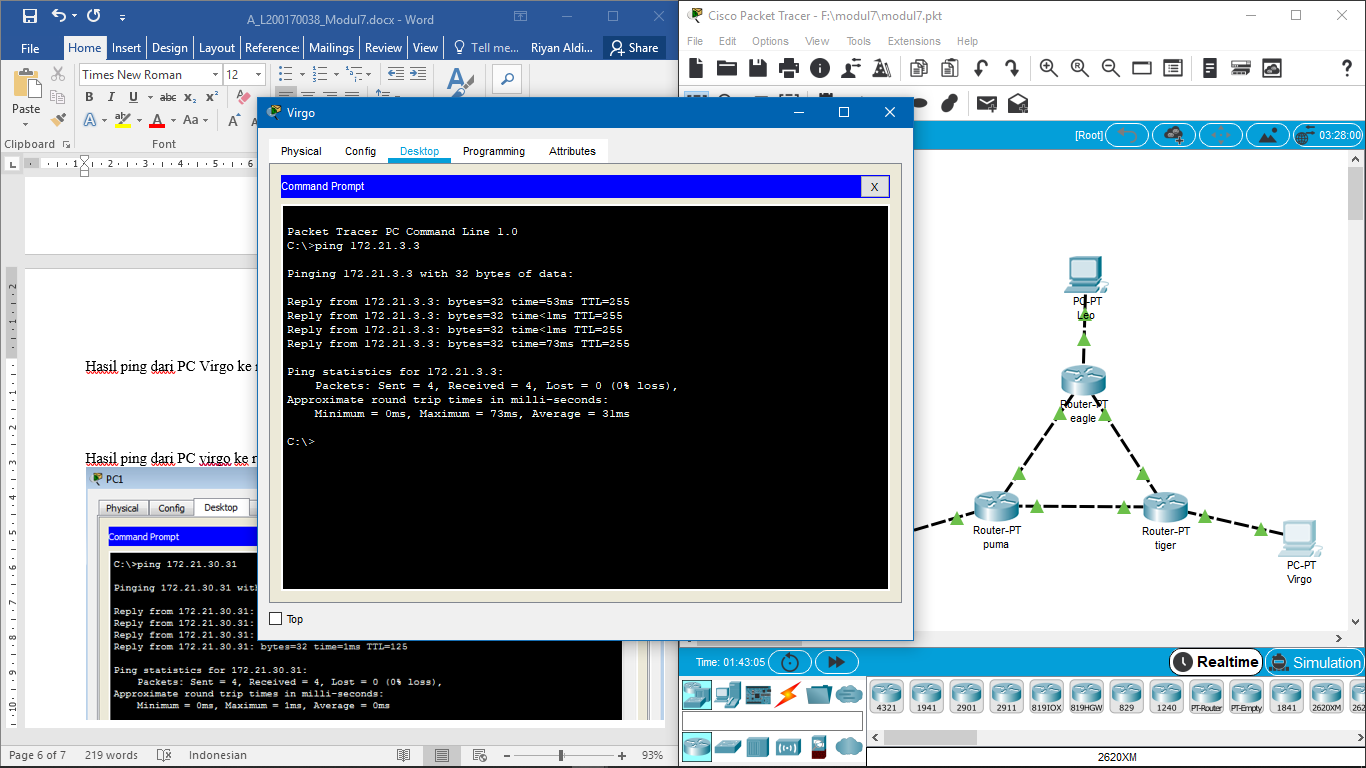 A_L200170038_Modul7.docx - Word
File
Home
Insert
Design
Layout
References
Mailings
Review
View
Tell me...
Riyan Aldi...
Share
Times New Roman
12
Paste
B I U abc x₂ x²
A ab A Aa A
Clipboard
Font
Hasil ping dari PC Virgo ke
Hasil ping dari PC virgo ke
PC1
Physical
Config
Desktop
Command Prompt
C:\>ping 172.21.30.31
Pinging 172.21.30.31 with
Reply from 172.21.30.31:
Reply from 172.21.30.31:
Reply from 172.21.30.31:
Reply from 172.21.30.31: bytes=32 time=1ms TTL=125
Ping statistics for 172.21.30.31:
Packets: Sent = 4, Received = 4, Lost = 0 (0% loss),
Approximate round trip times in milli-seconds:
Minimum = 0ms, Maximum = 1ms, Average = 0ms
Page 6 of 7
219 words
Indonesian
93%
Virgo
Physical
Config
Desktop
Programming
Attributes
Command Prompt
X
Packet Tracer PC Command Line 1.0
C:\>ping 172.21.3.3
Pinging 172.21.3.3 with 32 bytes of data:
Reply from 172.21.3.3: bytes=32 time=53ms TTL=255
Reply from 172.21.3.3: bytes=32 time<1ms TTL=255
Reply from 172.21.3.3: bytes=32 time<1ms TTL=255
Reply from 172.21.3.3: bytes=32 time=73ms TTL=255
Ping statistics for 172.21.3.3:
Packets: Sent = 4, Received = 4, Lost = 0 (0% loss),
Approximate round trip times in milli-seconds:
Minimum = 0ms, Maximum = 73ms, Average = 31ms
C:\>
Top
Cisco Packet Tracer - F:\modul7\modul7.pkt
File
Edit
Options
View
Tools
Extensions
Help
?
[Root]
03:28:00
PC-PT
Leo
Router-PT
eagle
Router-PT
puma
Router-PT
tiger
PC-PT
Virgo
Time: 01:43:05
Realtime
Simulation
4321
1941
2901
2911
819IOX
819HGW
829
1240
PT-Router
PT-Empty
1841
2620XM
262
2620XM